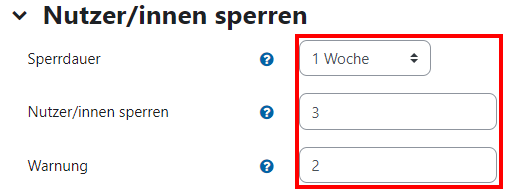 Nutzer/innen sperren
Sperrdauer 1 Woche
Nutzer/innen sperren 3
Warnung 2